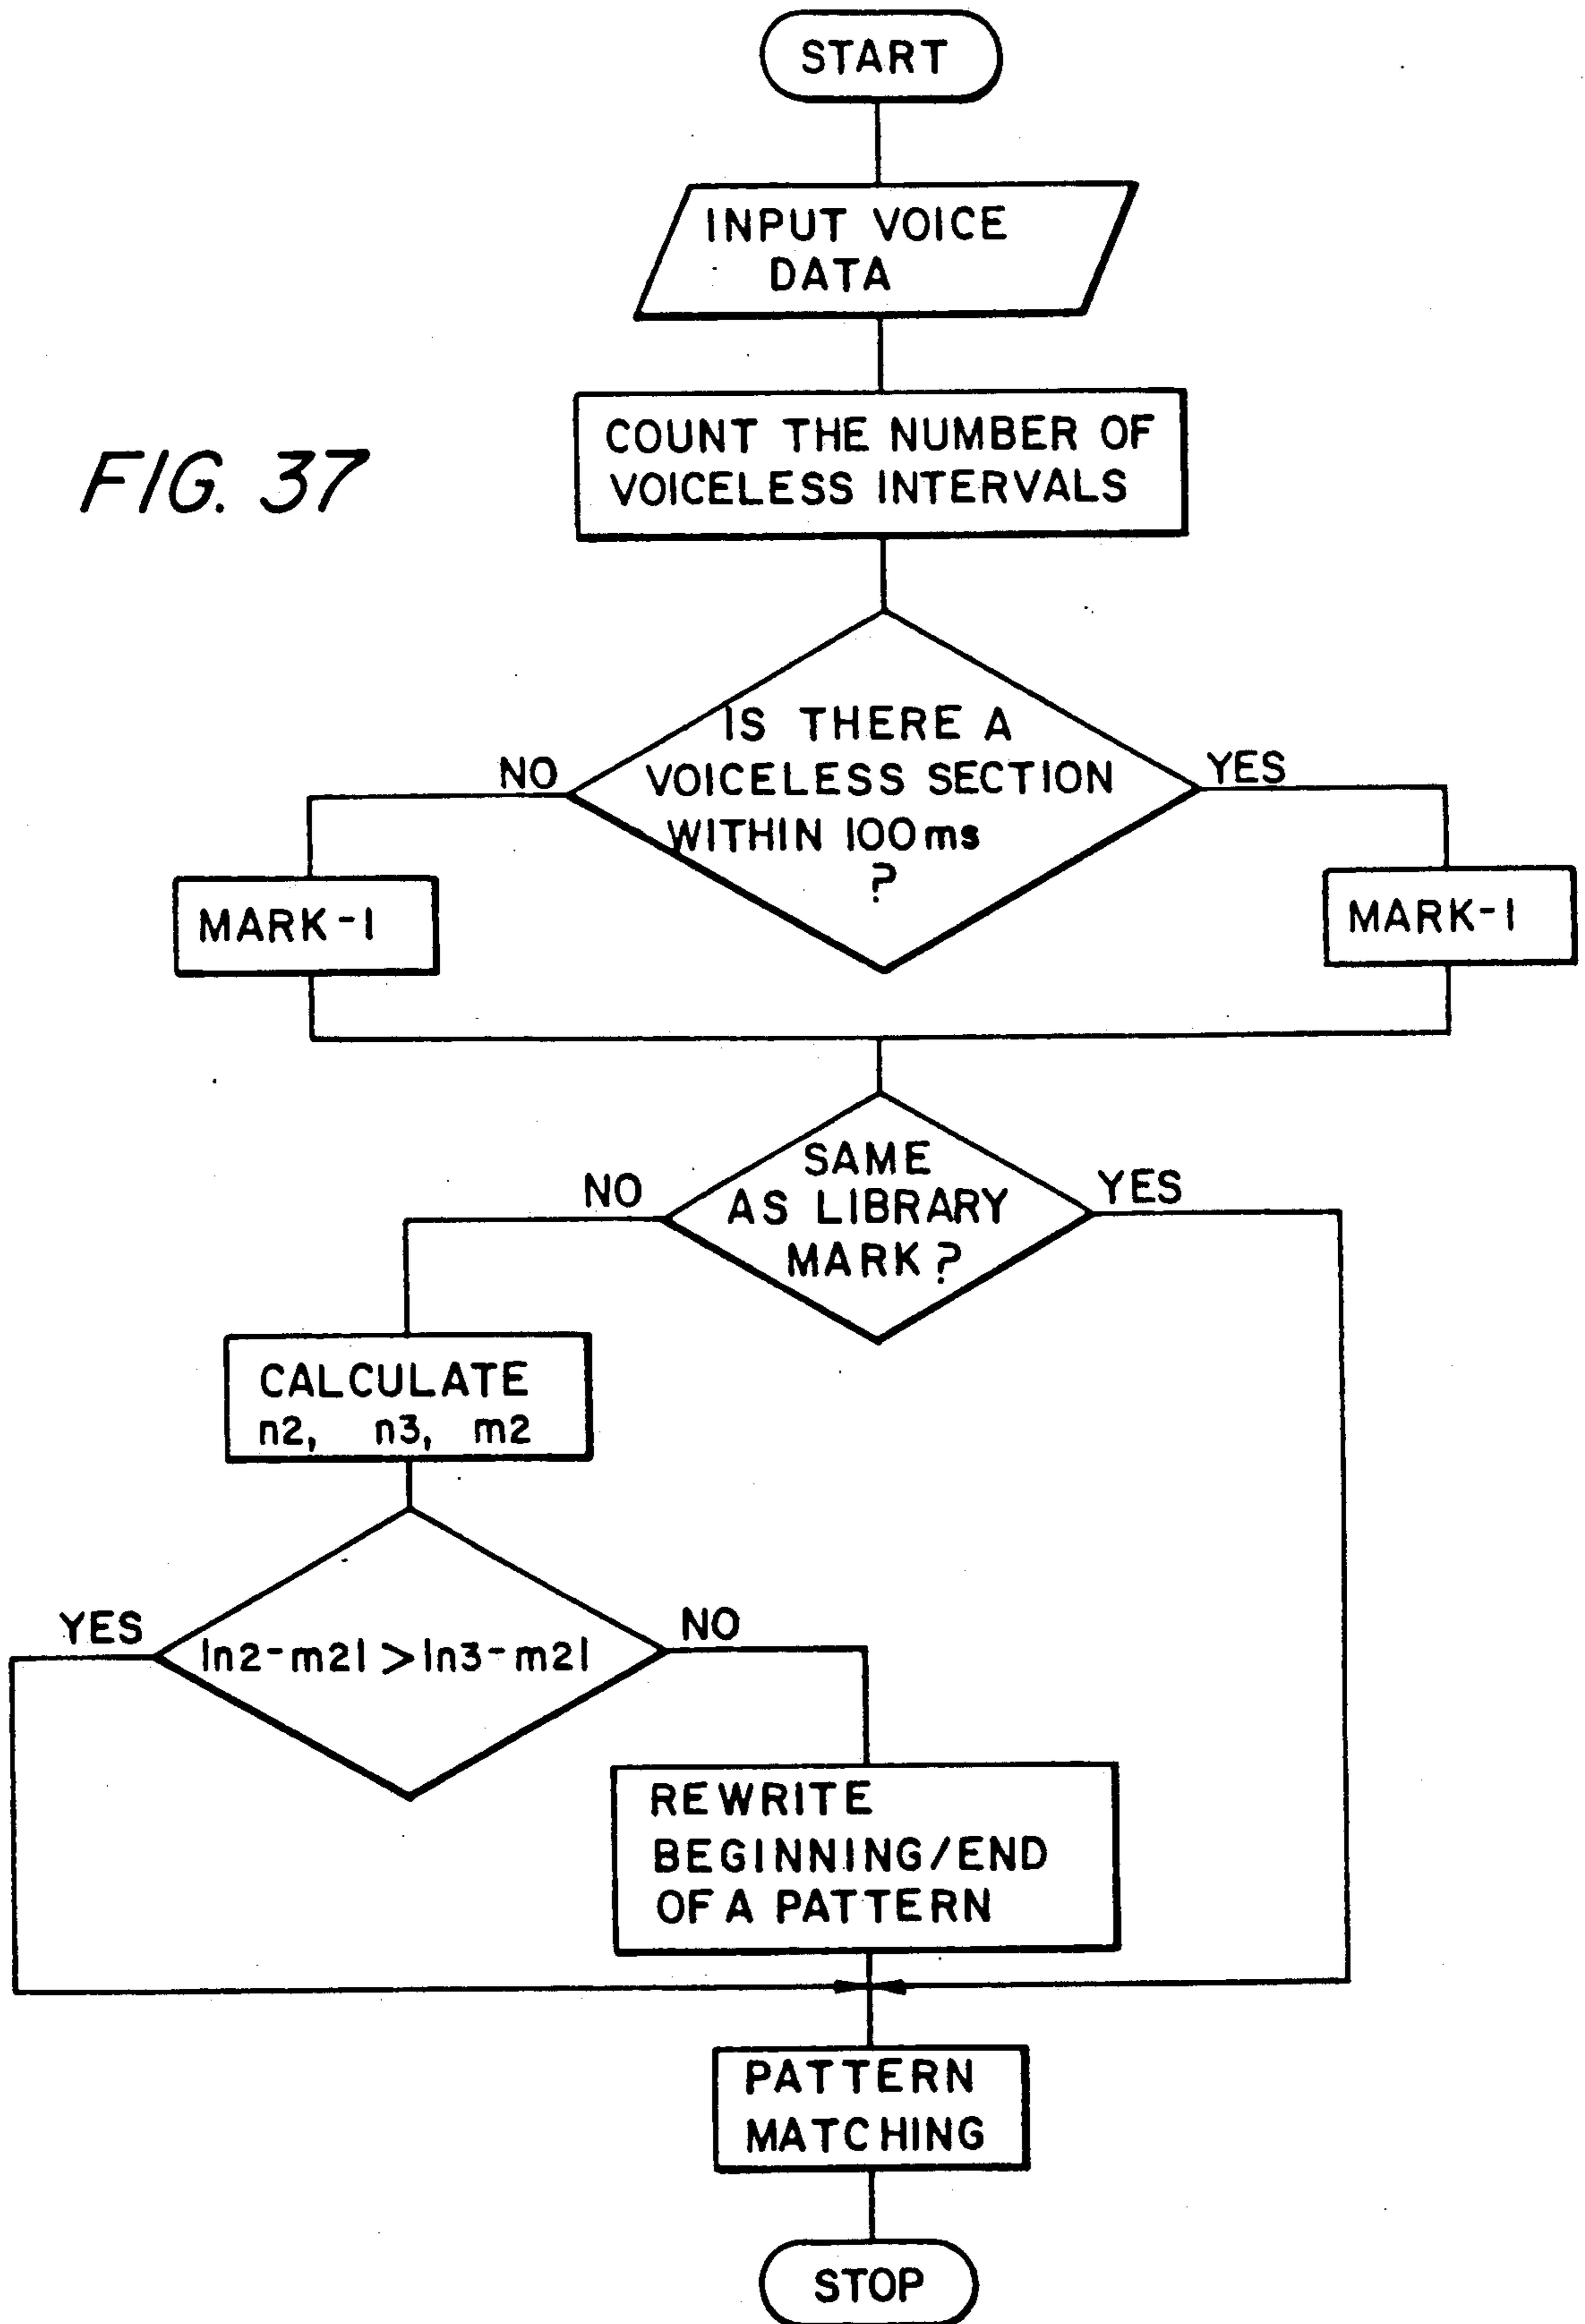 START
INPUT VOICE
DATA
FIG. 37
COUNT THE NUMBER OF
VOICELESS INTERVALS
IS THERE A
VOICELESS SECTION
WITHIN 100ms
?
NO
YES
MARK-1
MARK-1
SAME
AS LIBRARY
MARK?
NO
YES
CALCULATE
n2, n3, m2
|n2-m2|>|n3-m2|
YES
NO
REWRITE
BEGINNING/END
OF A PATTERN
PATTERN
MATCHING
STOP